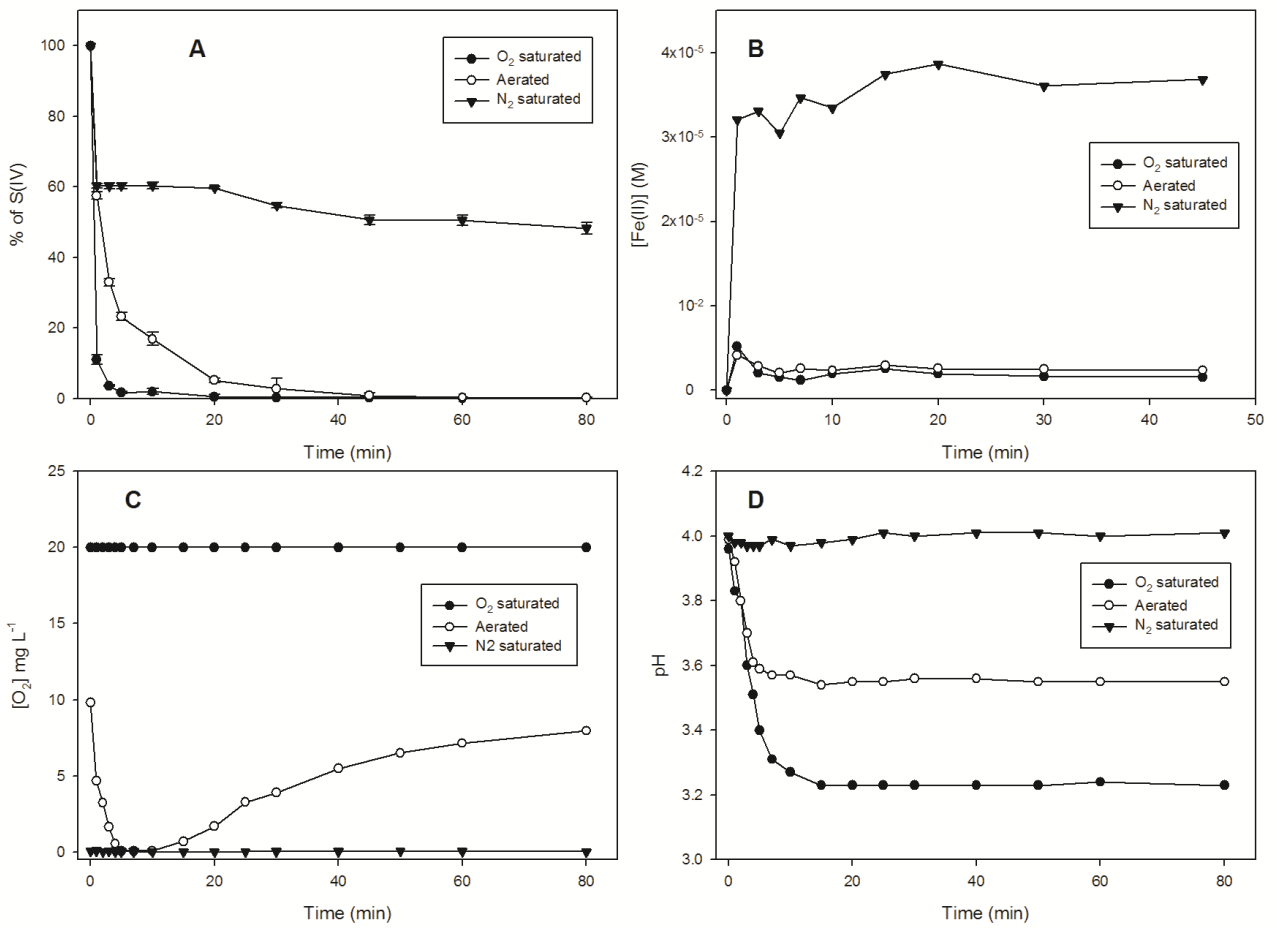 A
% of S(IV)
100
80
60
40
20
0
0 20 40 60 80
Time (min)
O₂ saturated
Aerated
N₂ saturated
B
[Fe(II)] (M)
4x10⁻⁵
3x10⁻⁵
2x10⁻⁵
10⁻²
0
0 10 20 30 40 50
Time (min)
O₂ saturated
Aerated
N₂ saturated
C
[O₂] mg L⁻¹
25
20
15
10
5
0
0 20 40 60 80
Time (min)
O₂ saturated
Aerated
N2 saturated
D
pH
4.2
4.0
3.8
3.6
3.4
3.2
3.0
0 20 40 60 80
Time (min)
O₂ saturated
Aerated
N₂ saturated